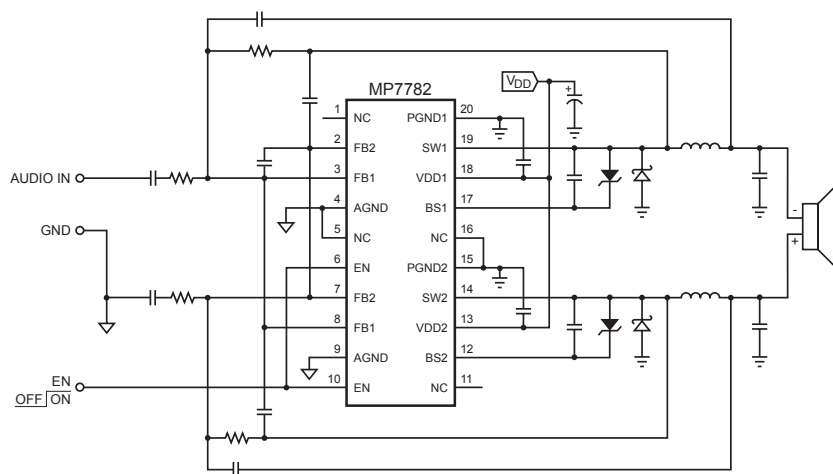 MP7782
VDD
AUDIO IN
GND
EN
OFF ON
1 NC
2 FB2
3 FB1
4 AGND
5 NC
6 EN
7 FB2
8 FB1
9 AGND
10 EN
PGND1 20
SW1 19
VDD1 18
BS1 17
NC 16
PGND2 15
SW2 14
VDD2 13
BS2 12
NC 11
+
-
+